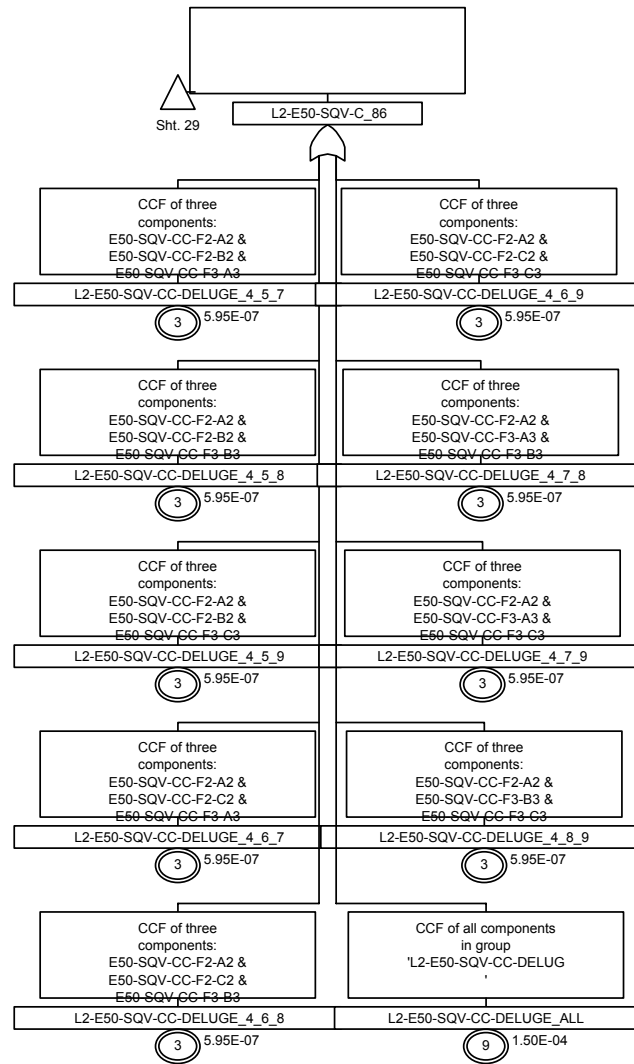 Sht. 29
L2-E50-SQV-C_86
CCF of three
components:
E50-SQV-CC-F2-A2 &
E50-SQV-CC-F2-B2 &
E50-SQV-CC-F3-A3
L2-E50-SQV-CC-DELUGE_4_5_7
3
5.95E-07
CCF of three
components:
E50-SQV-CC-F2-A2 &
E50-SQV-CC-F2-C2 &
E50-SQV-CC-F3-C3
L2-E50-SQV-CC-DELUGE_4_6_9
3
5.95E-07
CCF of three
components:
E50-SQV-CC-F2-A2 &
E50-SQV-CC-F2-B2 &
E50-SQV-CC-F3-B3
L2-E50-SQV-CC-DELUGE_4_5_8
3
5.95E-07
CCF of three
components:
E50-SQV-CC-F2-A2 &
E50-SQV-CC-F3-A3 &
E50-SQV-CC-F3-B3
L2-E50-SQV-CC-DELUGE_4_7_8
3
5.95E-07
CCF of three
components:
E50-SQV-CC-F2-A2 &
E50-SQV-CC-F2-B2 &
E50-SQV-CC-F3-C3
L2-E50-SQV-CC-DELUGE_4_5_9
3
5.95E-07
CCF of three
components:
E50-SQV-CC-F2-A2 &
E50-SQV-CC-F3-A3 &
E50-SQV-CC-F3-C3
L2-E50-SQV-CC-DELUGE_4_7_9
3
5.95E-07
CCF of three
components:
E50-SQV-CC-F2-A2 &
E50-SQV-CC-F2-C2 &
E50-SQV-CC-F3-A3
L2-E50-SQV-CC-DELUGE_4_6_7
3
5.95E-07
CCF of three
components:
E50-SQV-CC-F2-A2 &
E50-SQV-CC-F3-B3 &
E50-SQV-CC-F3-C3
L2-E50-SQV-CC-DELUGE_4_8_9
3
5.95E-07
CCF of three
components:
E50-SQV-CC-F2-A2 &
E50-SQV-CC-F2-C2 &
E50-SQV-CC-F3-B3
L2-E50-SQV-CC-DELUGE_4_6_8
3
5.95E-07
CCF of all components
in group
'L2-E50-SQV-CC-DELUG
'
L2-E50-SQV-CC-DELUGE_ALL
9
1.50E-04